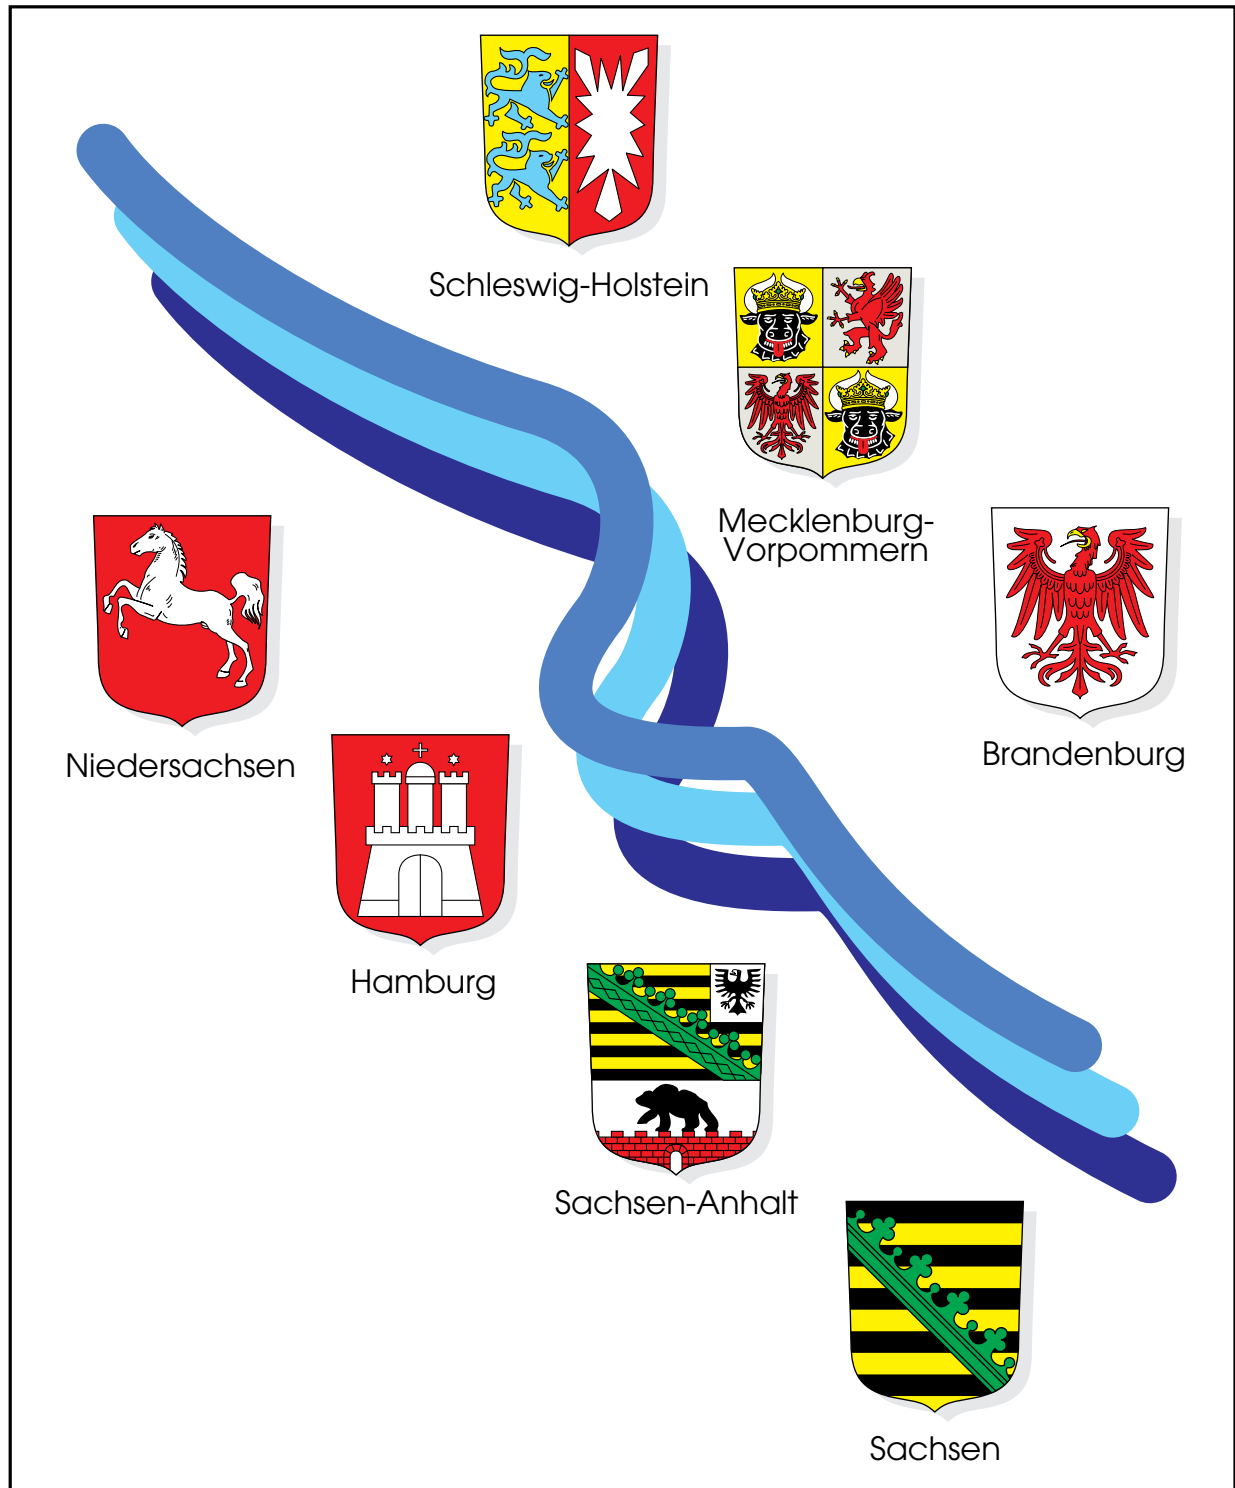 Schleswig-Holstein
Mecklenburg-
Vorpommern
Niedersachsen
Brandenburg
Hamburg
Sachsen-Anhalt
Sachsen